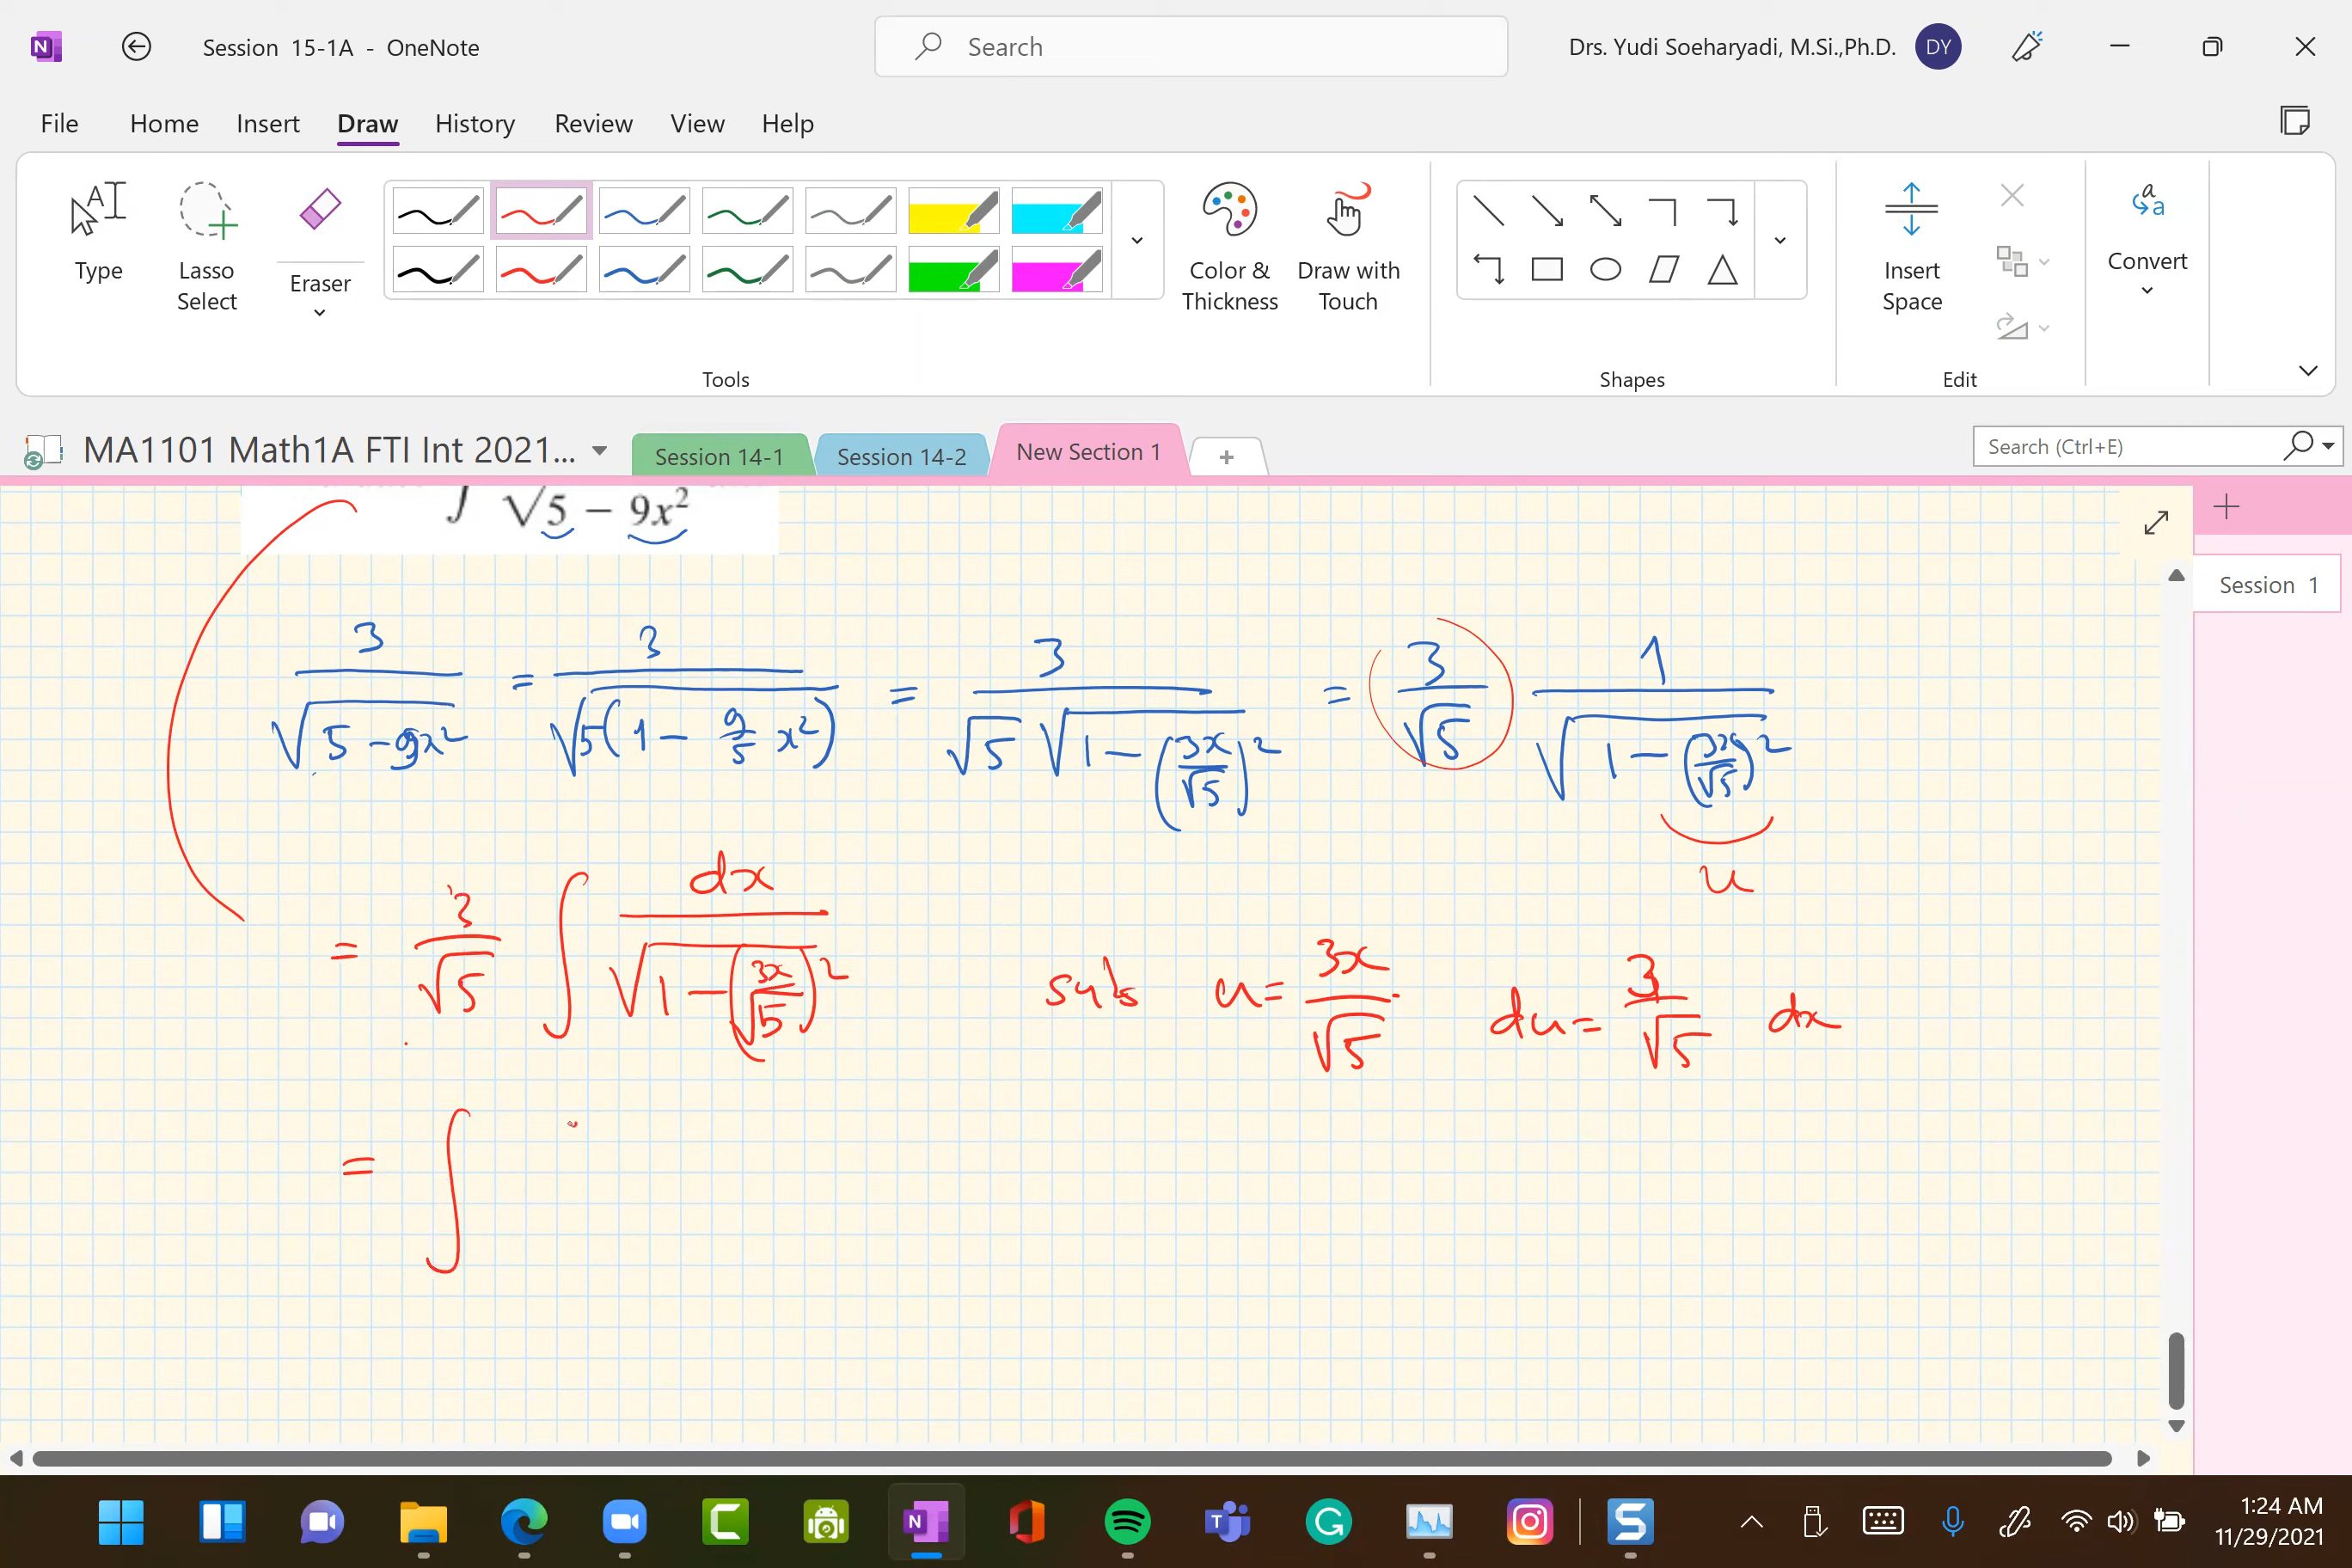 Session 15-1A - OneNote
Search
Drs. Yudi Soeharyadi, M.Si.,Ph.D.
DY
File Home Insert Draw History Review View Help
Type
Lasso Select
Eraser
Color & Thickness
Draw with Touch
Insert Space
Convert
Tools
Shapes
Edit
MA1101 Math1A FTI Int 2021...
Session 14-1
Session 14-2
New Section 1
+
Search (Ctrl+E)
Session 1
∫ √5 − 9x²
3/√(5 − 9x²) = 3/√(5(1 − 9/5 x²)) = 3/(√5 √(1 − (3x/√5)²)) = 3/√5 1/√(1 − (3x/√5)²)
u
= 3/√5 ∫ dx/√(1 − (3x/√5)²) subs u = 3x/√5 du = 3/√5 dx
= ∫
1:24 AM
11/29/2021